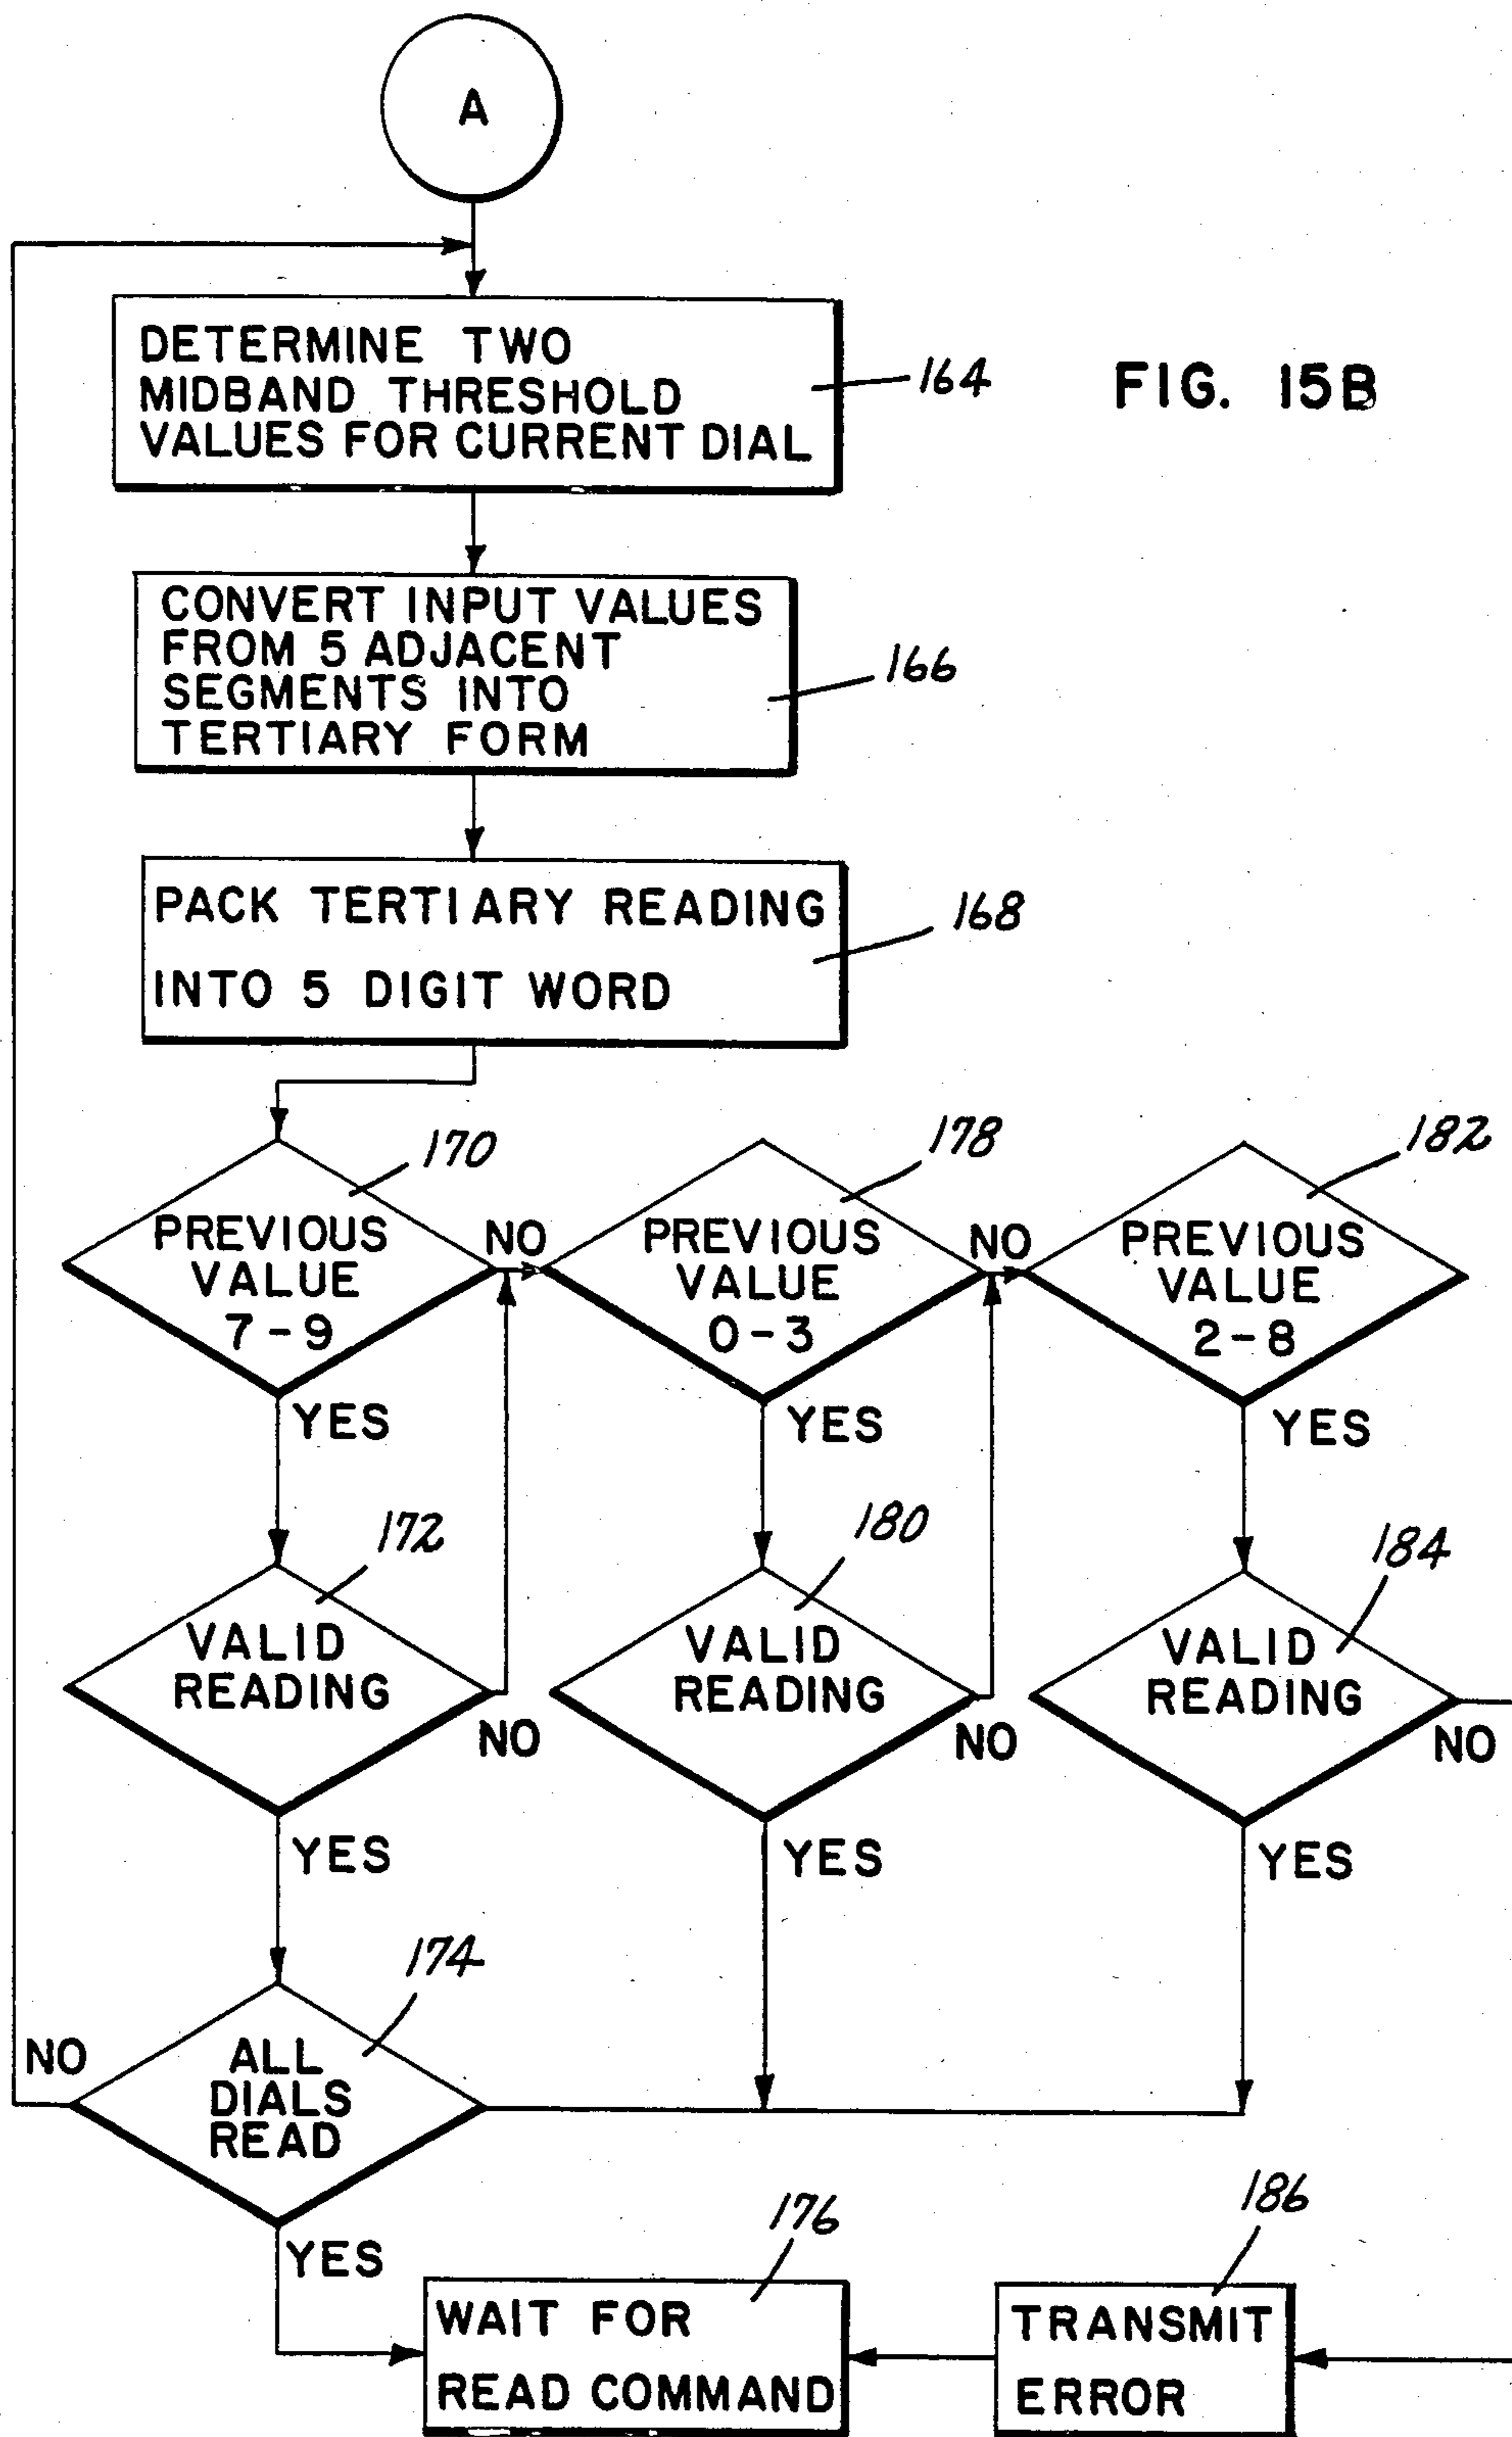 A
DETERMINE TWO
MIDBAND THRESHOLD
VALUES FOR CURRENT DIAL
164
FIG. 15B
CONVERT INPUT VALUES
FROM 5 ADJACENT
SEGMENTS INTO
TERTIARY FORM
166
PACK TERTIARY READING
INTO 5 DIGIT WORD
168
170
PREVIOUS
VALUE
7-9
NO
YES
178
PREVIOUS
VALUE
0-3
NO
YES
182
PREVIOUS
VALUE
2-8
YES
172
VALID
READING
NO
YES
180
VALID
READING
NO
YES
184
VALID
READING
NO
YES
174
NO
ALL
DIALS
READ
YES
176
WAIT FOR
READ COMMAND
186
TRANSMIT
ERROR